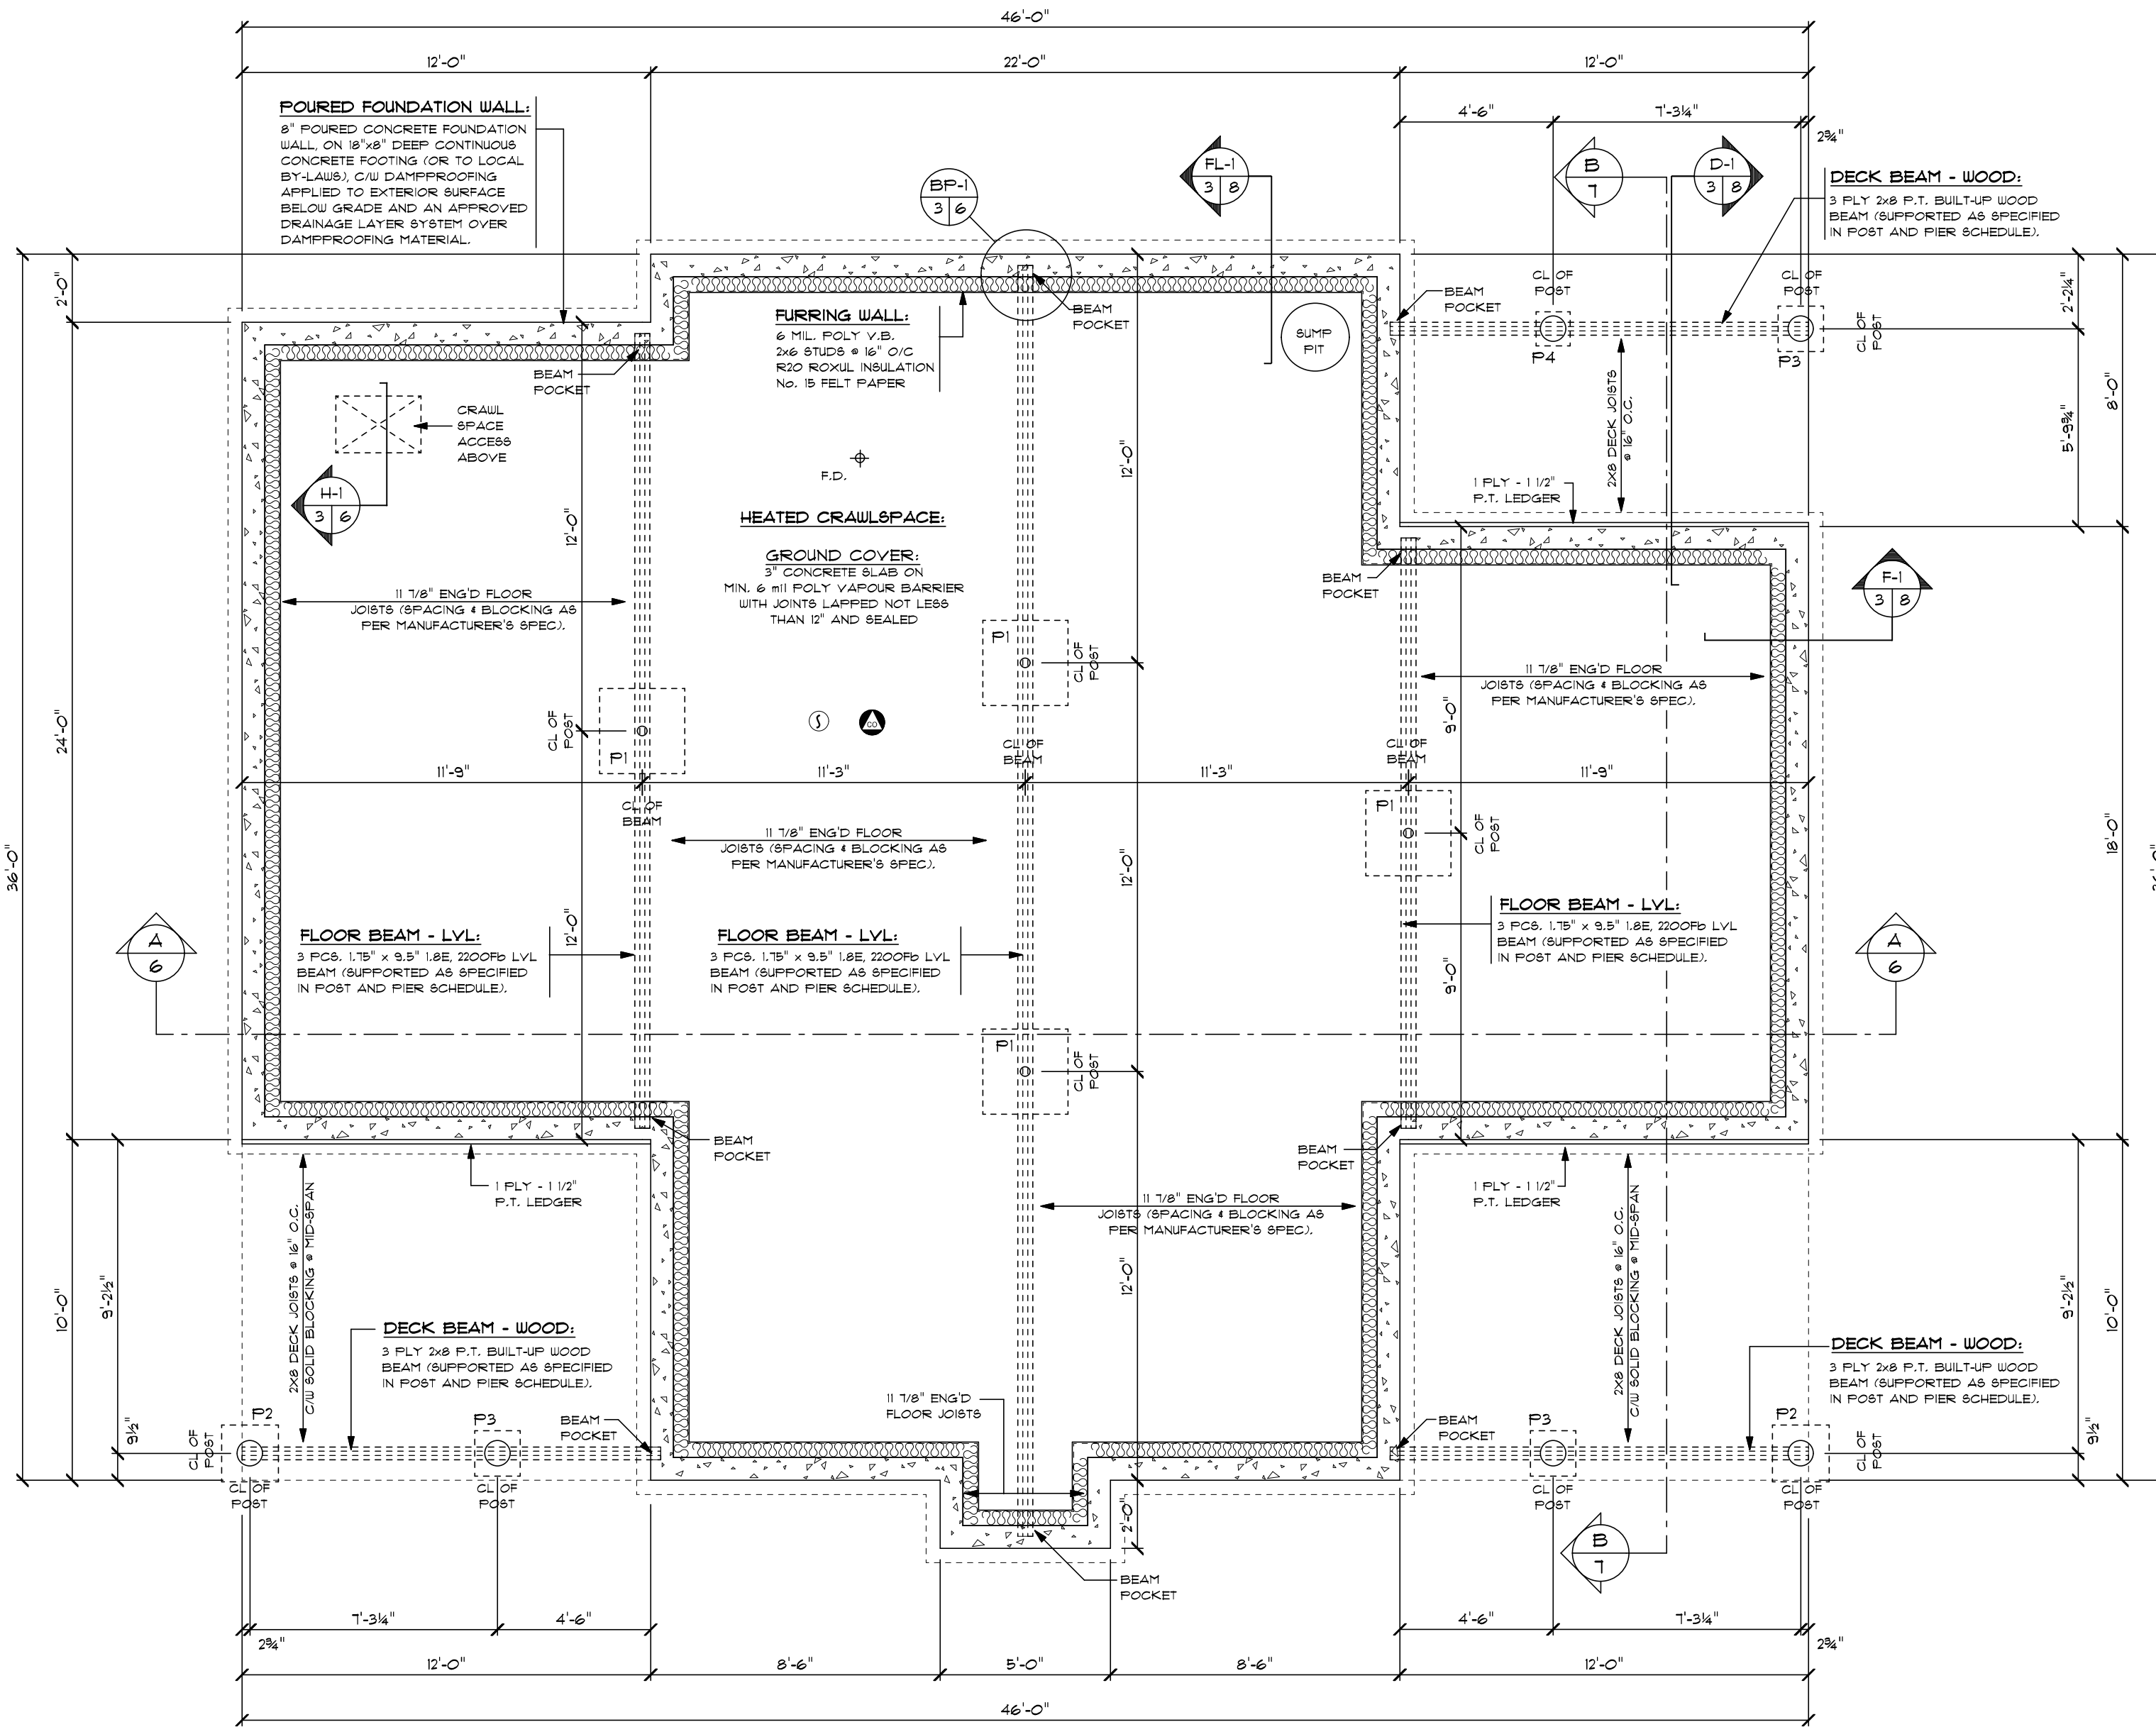 46'-0"
12'-0"
22'-0"
12'-0"
4'-6"
7'-3¼"
2¾"
POURED FOUNDATION WALL:
8" POURED CONCRETE FOUNDATION
WALL, ON 18"x8" DEEP CONTINUOUS
CONCRETE FOOTING (OR TO LOCAL
BY-LAWS), C/W DAMPPROOFING
APPLIED TO EXTERIOR SURFACE
BELOW GRADE AND AN APPROVED
DRAINAGE LAYER SYSTEM OVER
DAMPPROOFING MATERIAL.
BP-1
3 6
FL-1
3 8
B
7
D-1
3 8
DECK BEAM - WOOD:
3 PLY 2x8 P.T. BUILT-UP WOOD
BEAM (SUPPORTED AS SPECIFIED
IN POST AND PIER SCHEDULE).
2'-0"
CL OF
POST
CL OF
POST
CL OF
POST
2'-2¼"
BEAM
POCKET
BEAM
POCKET
FURRING WALL:
6 MIL. POLY V.B.
2x6 STUDS @ 16" O/C
R20 ROXUL INSULATION
No. 15 FELT PAPER
SUMP
PIT
P4
P3
BEAM
POCKET
CRAWL
SPACE
ACCESS
ABOVE
2X8 DECK JOISTS
@ 16" O.C.
5'-9¾"
8'-0"
12'-0"
F.D.
H-1
3 6
12'-0"
1 PLY - 1 1/2"
P.T. LEDGER
HEATED CRAWLSPACE:
GROUND COVER:
3" CONCRETE SLAB ON
MIN. 6 mil POLY VAPOUR BARRIER
WITH JOINTS LAPPED NOT LESS
THAN 12" AND SEALED
BEAM
POCKET
F-1
3 8
11 7/8" ENG'D FLOOR
JOISTS (SPACING & BLOCKING AS
PER MANUFACTURER'S SPEC).
P1
CL OF
POST
11 7/8" ENG'D FLOOR
JOISTS (SPACING & BLOCKING AS
PER MANUFACTURER'S SPEC).
24'-0"
CL OF
POST
P1
CO
CL OF
BEAM
CL OF
BEAM
9'-0"
11'-9"
11'-3"
11'-3"
11'-9"
P1
CL OF
BEAM
CL OF
POST
11 7/8" ENG'D FLOOR
JOISTS (SPACING & BLOCKING AS
PER MANUFACTURER'S SPEC).
36'-0"
12'-0"
18'-0"
FLOOR BEAM - LVL:
3 PCS. 1.75" x 9.5" 1.8E, 2200Fb LVL
BEAM (SUPPORTED AS SPECIFIED
IN POST AND PIER SCHEDULE).
12'-0"
FLOOR BEAM - LVL:
3 PCS. 1.75" x 9.5" 1.8E, 2200Fb LVL
BEAM (SUPPORTED AS SPECIFIED
IN POST AND PIER SCHEDULE).
9'-0"
FLOOR BEAM - LVL:
3 PCS. 1.75" x 9.5" 1.8E, 2200Fb LVL
BEAM (SUPPORTED AS SPECIFIED
IN POST AND PIER SCHEDULE).
A
6
A
6
P1
CL OF
POST
BEAM
POCKET
BEAM
POCKET
1 PLY - 1 1/2"
P.T. LEDGER
1 PLY - 1 1/2"
P.T. LEDGER
11 7/8" ENG'D FLOOR
JOISTS (SPACING & BLOCKING AS
PER MANUFACTURER'S SPEC).
10'-0"
9'-2½"
2X8 DECK JOISTS @ 16" O.C.
C/W SOLID BLOCKING @ MID-SPAN
12'-0"
2X8 DECK JOISTS @ 16" O.C.
C/W SOLID BLOCKING @ MID-SPAN
9'-2½"
10'-0"
DECK BEAM - WOOD:
3 PLY 2x8 P.T. BUILT-UP WOOD
BEAM (SUPPORTED AS SPECIFIED
IN POST AND PIER SCHEDULE).
DECK BEAM - WOOD:
3 PLY 2x8 P.T. BUILT-UP WOOD
BEAM (SUPPORTED AS SPECIFIED
IN POST AND PIER SCHEDULE).
11 7/8" ENG'D
FLOOR JOISTS
9½"
CL OF
POST
P2
P3
BEAM
POCKET
BEAM
POCKET
P3
P2
CL OF
POST
9½"
CL OF
POST
CL OF
POST
CL OF
POST
CL OF
POST
2'-0"
B
7
BEAM
POCKET
7'-3¼"
4'-6"
2¾"
4'-6"
7'-3¼"
2¾"
12'-0"
8'-6"
5'-0"
8'-6"
12'-0"
46'-0"